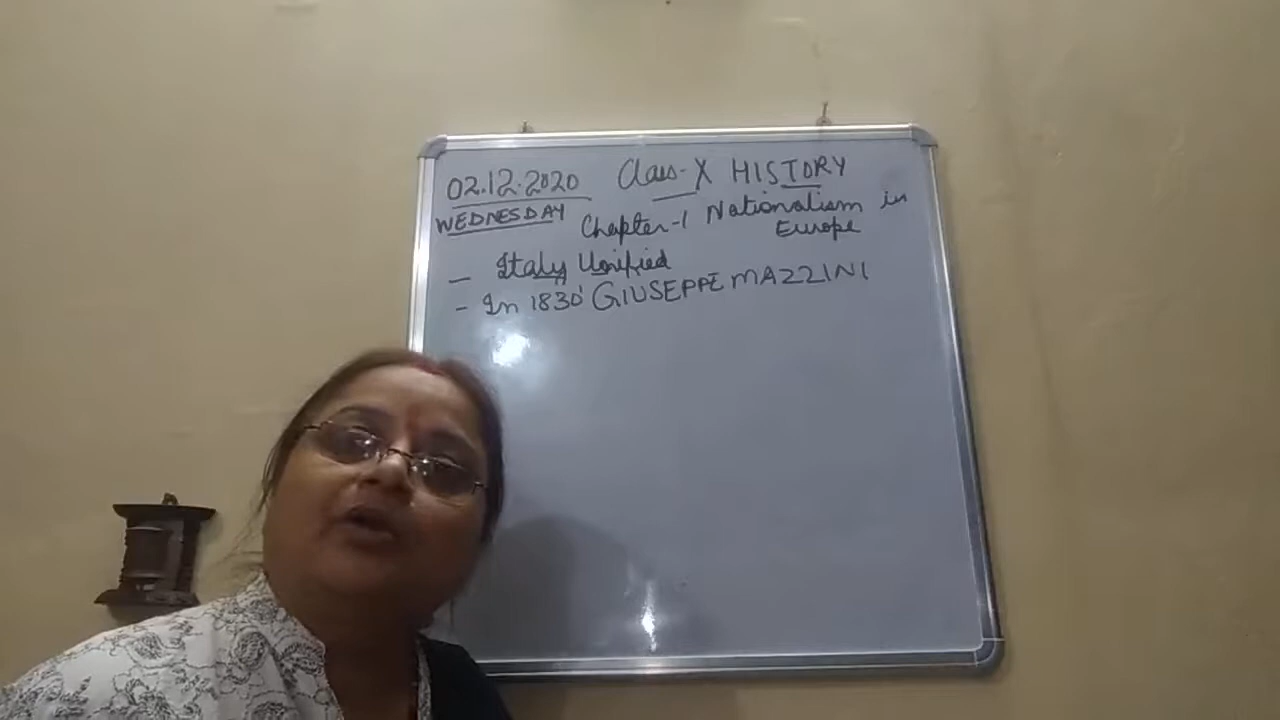 02.12.2020 Class-X HISTORY
WEDNESDAY Chapter-1 Nationalism in
Europe
- Italy Unified
- In 1830' GIUSEPPE MAZZINI